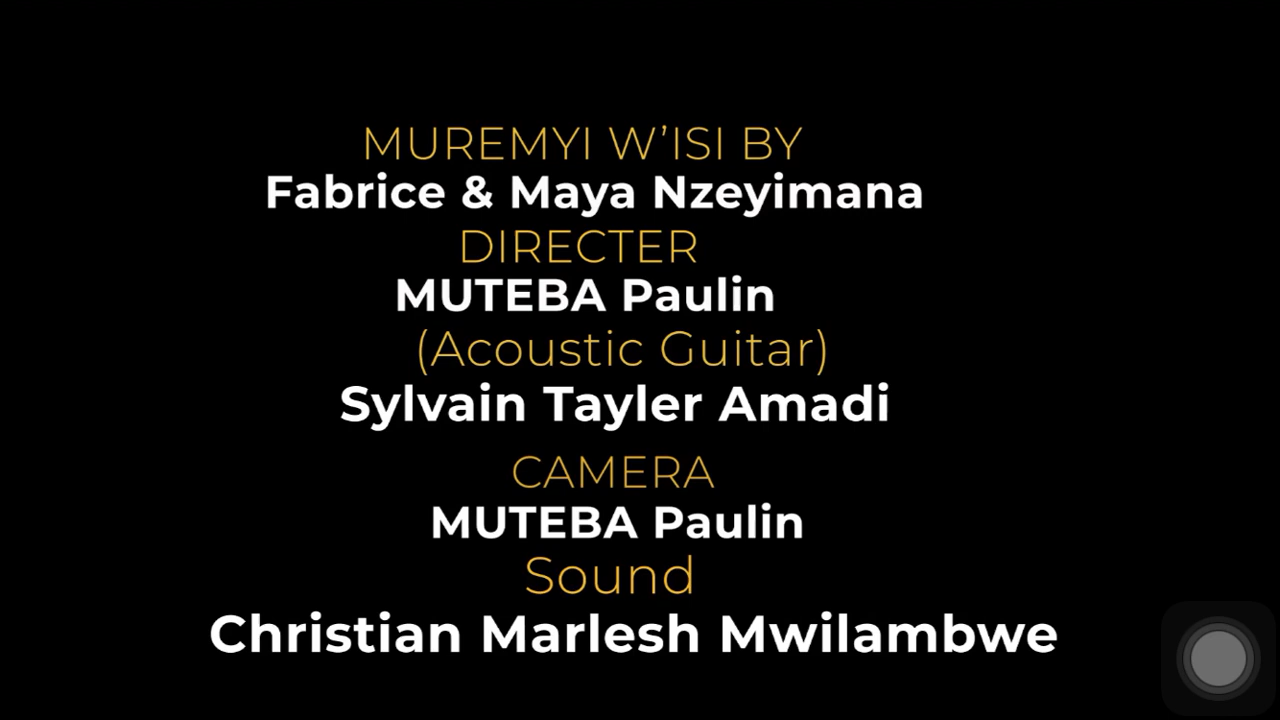 MUREMYI W’ISI BY
Fabrice & Maya Nzeyimana
DIRECTER
MUTEBA Paulin
(Acoustic Guitar)
Sylvain Tayler Amadi
CAMERA
MUTEBA Paulin
Sound
Christian Marlesh Mwilambwe